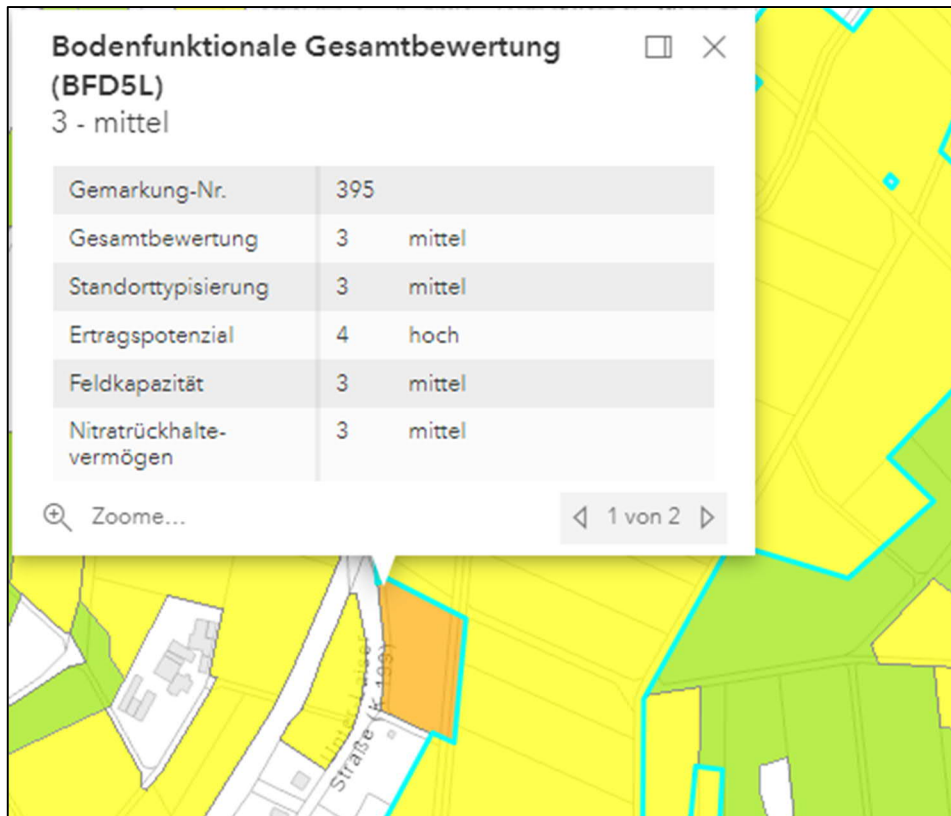 Bodenfunktionale Gesamtbewertung
(BFD5L)
3 - mittel
Gemarkung-Nr. 395
Gesamtbewertung 3 mittel
Standorttypisierung 3 mittel
Ertragspotenzial 4 hoch
Feldkapazität 3 mittel
Nitratrückhalte- 3 mittel
vermögen
Zoome...
1 von 2
Straße (K 199)